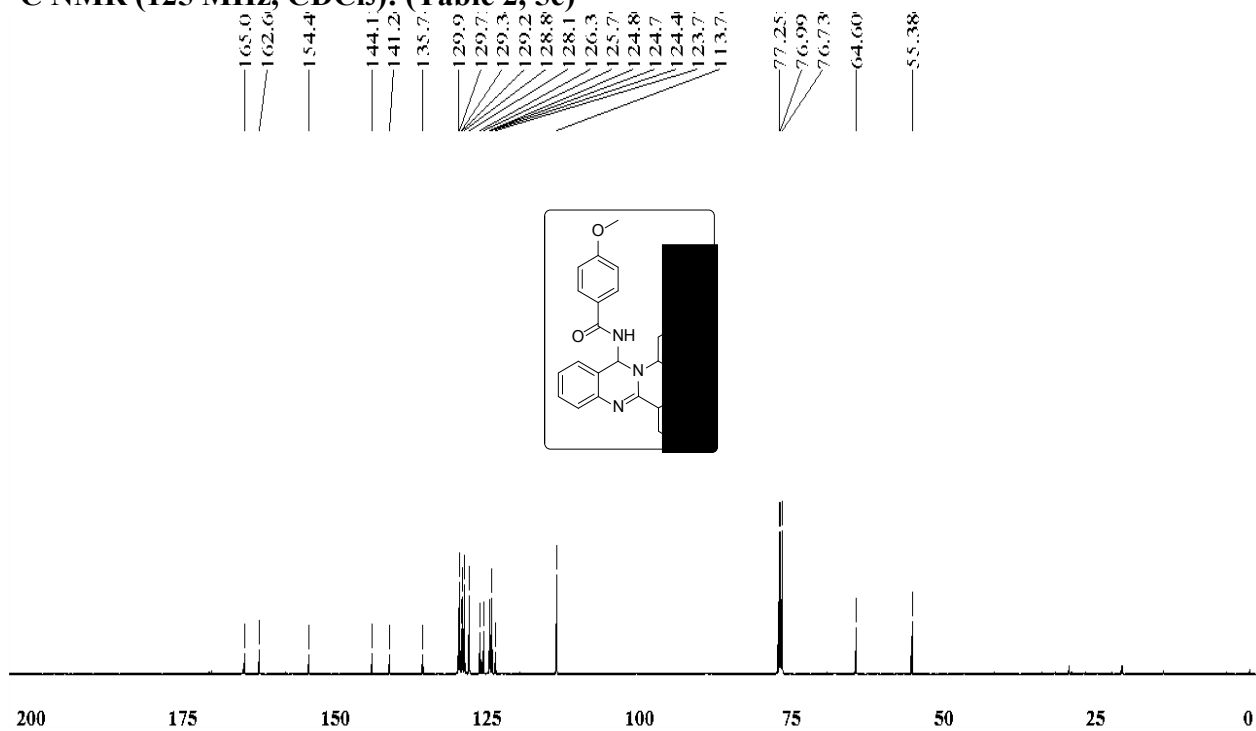 C NMR (125 MHz, CDCl₃): (Table 2, 3c)
165.0 162.6 154.4 144.1 141.2 135.7 129.9 129.7 129.3 129.2 128.8 128.1 126.3 125.7 124.8 124.7 124.4 123.7 113.7 77.25 76.99 76.73 64.60 55.38
O
O NH
N
N
200 175 150 125 100 75 50 25 0